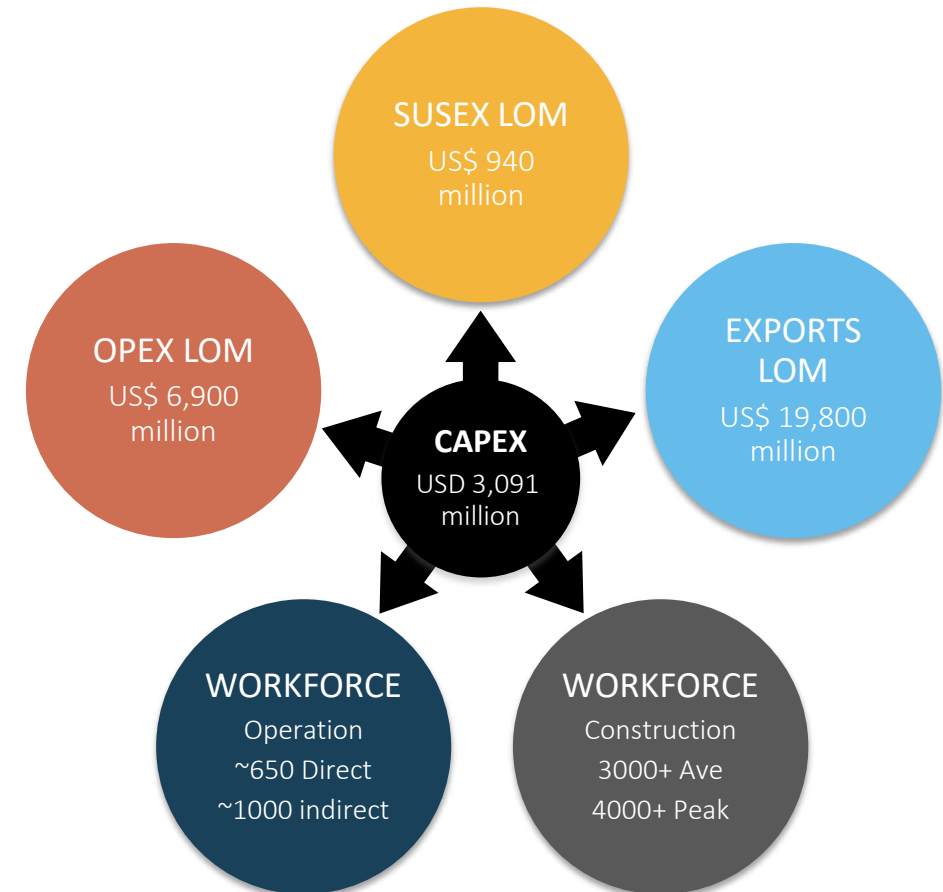 SUSEX LOM
US$ 940
million
OPEX LOM
US$ 6,900
million
EXPORTS
LOM
US$ 19,800
million
CAPEX
USD 3,091
million
WORKFORCE
Operation
~650 Direct
~1000 indirect
WORKFORCE
Construction
3000+ Ave
4000+ Peak